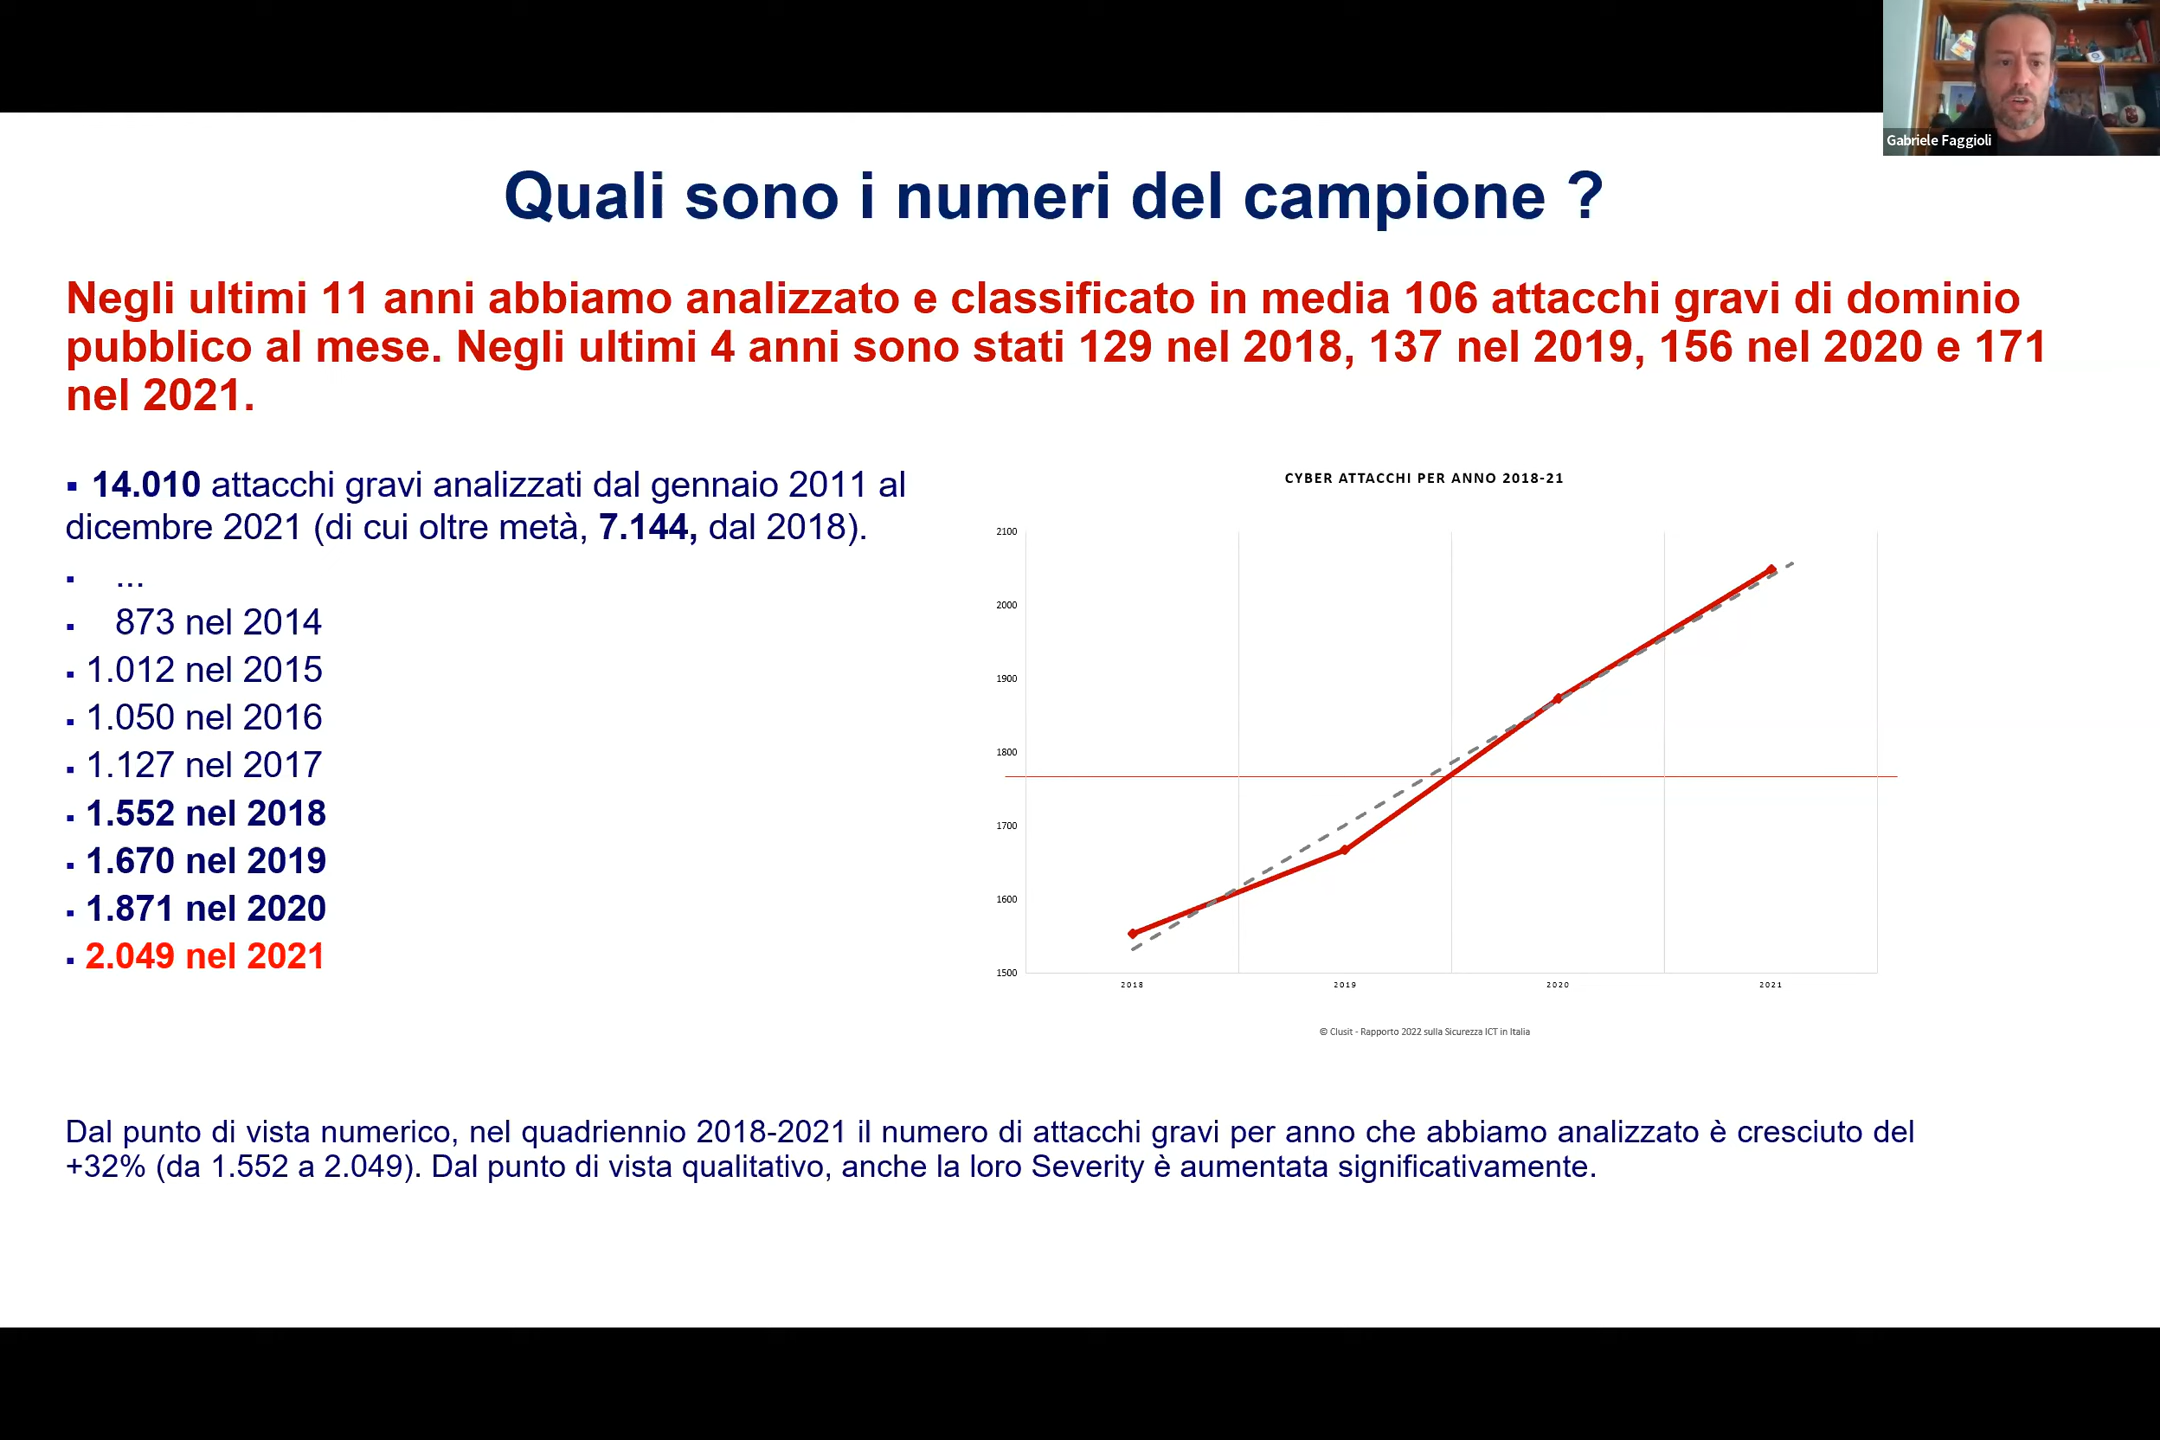 Gabriele Faggioli
Quali sono i numeri del campione ?
Negli ultimi 11 anni abbiamo analizzato e classificato in media 106 attacchi gravi di dominio
pubblico al mese. Negli ultimi 4 anni sono stati 129 nel 2018, 137 nel 2019, 156 nel 2020 e 171
nel 2021.
▪ 14.010 attacchi gravi analizzati dal gennaio 2011 al
dicembre 2021 (di cui oltre metà, 7.144, dal 2018).
▪ ...
▪ 873 nel 2014
▪ 1.012 nel 2015
▪ 1.050 nel 2016
▪ 1.127 nel 2017
▪ 1.552 nel 2018
▪ 1.670 nel 2019
▪ 1.871 nel 2020
▪ 2.049 nel 2021
CYBER ATTACCHI PER ANNO 2018-21
2100
2000
1900
1800
1700
1600
1500
2018 2019 2020 2021
© Clusit - Rapporto 2022 sulla Sicurezza ICT in Italia
Dal punto di vista numerico, nel quadriennio 2018-2021 il numero di attacchi gravi per anno che abbiamo analizzato è cresciuto del
+32% (da 1.552 a 2.049). Dal punto di vista qualitativo, anche la loro Severity è aumentata significativamente.